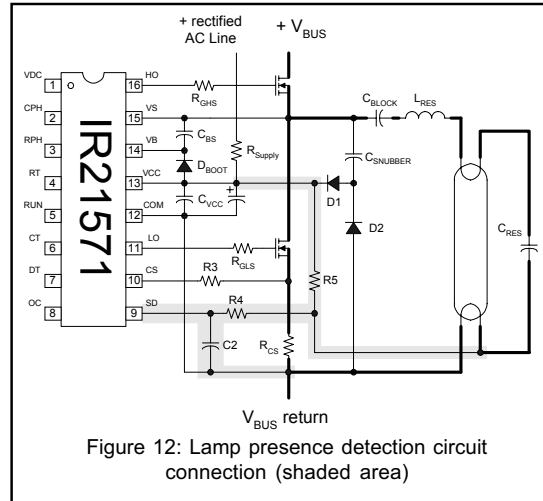 + rectified
AC Line
+ VBUS
VDC 1
CPH 2
RPH 3
RT 4
RUN 5
CT 6
DT 7
OC 8
IR21571
16 HO
15 VS
14 VB
13 VCC
12 COM
11 LO
10 CS
9 SD
RGHS
CBS
DBOOT
RSupply
CVCC
+
RGLS
R3
R4
C2
RCS
R5
D1
D2
CSNUBBER
CBLOCK
LRES
CRES
VBUS return
Figure 12: Lamp presence detection circuit
connection (shaded area)